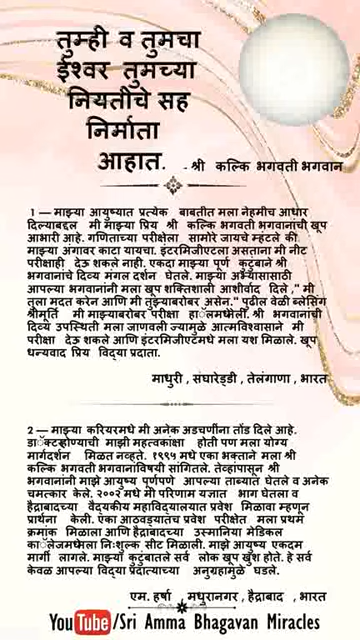 तुम्ही व तुमचा
ईश्वर तुमच्या
नियतीचे सह
निर्माता
आहात. - श्री कल्कि भगवती भगवान
1 — माझ्या आयुष्यात प्रत्येक बाबतीत मला नेहमीच आधार
दिल्याबद्दल मी माझ्या प्रिय श्री कल्कि भगवती भगवानांची खूप
आभारी आहे. गणिताच्या परीक्षेला सामोरे जायचे म्हंटले की
माझ्या अंगावर काटा यायचा. इंटरमिजीएटला असताना मी नीट
परीक्षाही देऊ शकले नाही. एकदा माझ्या पूर्ण कुटुंबाने श्री
भगवानांचे दिव्य मंगल दर्शन घेतले. माझ्या अभ्यासासाठी
आपल्या भगवानांनी मला खूप शक्तिशाली आशीर्वाद दिले ," मी
तुला मदत करेन आणि मी तुझ्याबरोबर असेन." पुढील वेळी ब्लेसिंग
श्रीमूर्ति मी माझ्याबरोबर परीक्षा हॉलमधेनेली. श्री भगवानांची
दिव्य उपस्थिती मला जाणवली ज्यामुळे आत्मविश्वासाने मी
परीक्षा देऊ शकले आणि इंटरमिजीएटमधे मला यश मिळाले. खूप
धन्यवाद प्रिय विद्या प्रदाता.
माधुरी , संघारेड्डी , तेलंगाणा , भारत
2 — माझ्या करियरमधे मी अनेक अडचणींना तोंड दिले आहे.
डॉक्टरहोण्याची माझी महत्वकांक्षा होती पण मला योग्य
मार्गदर्शन मिळत नव्हते. १९९५ मधे एका भक्ताने मला श्री
कल्कि भगवती भगवानांविषयी सांगितले. तेव्हांपासून श्री
भगवानांनी माझे आयुष्य पूर्णपणे आपल्या ताब्यात घेतले व अनेक
चमत्कार केले. २००२ मधे मी परिणाम यज्ञात भाग घेतला व
हैद्राबादच्या वैद्यकीय महाविद्यालयात प्रवेश मिळावा म्हणून
प्रार्थना केली. ऐका आठवड्यातच प्रवेश परीक्षेत मला प्रथम
क्रमांक मिळाला आणि हैद्राबादच्या उस्मानिया मेडिकल
कॉलेजमधेमला निःशुल्क सीट मिळाली. माझे आयुष्य एकदम
मार्गी लागले. माझ्या कुटुंबातले सर्व लोक खूप खुश होते. हे सर्व
केवळ आपल्या विद्या प्रदात्याच्या अनुग्रहामुळे घडले.
एम. हर्षा , मधुरानगर , हैद्राबाद , भारत
YouTube/Sri Amma Bhagavan Miracles